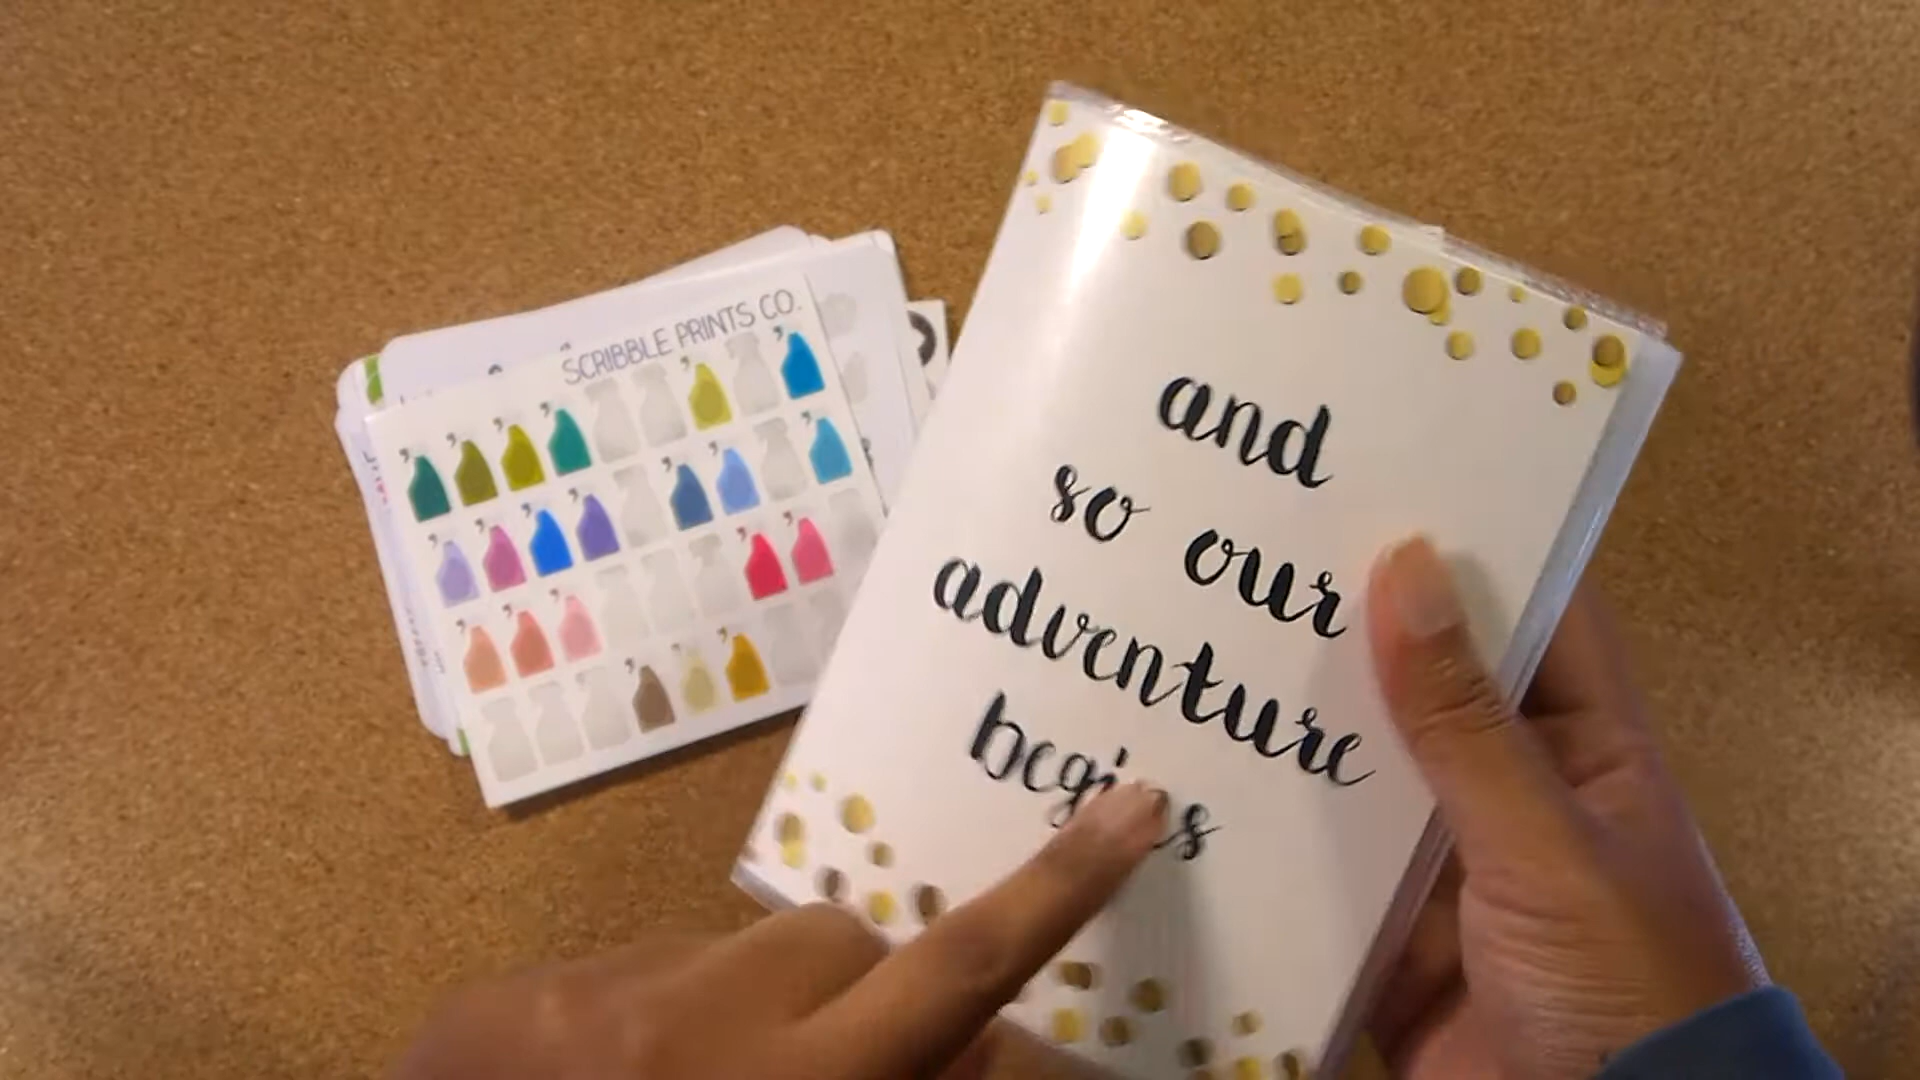 SCRIBBLE PRINTS CO.
and
so our
adventure
begins